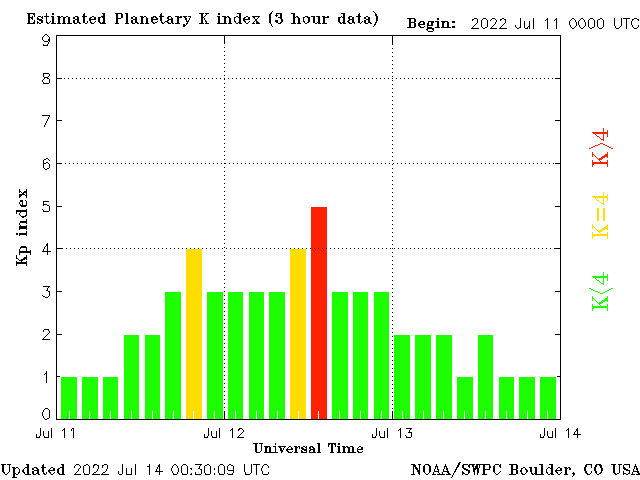 Estimated Planetary K index (3 hour data) Begin: 2022 Jul 11 0000 UTC
9
8
7
6
5
4
3
2
1
0
Kp index
K>4
K=4
K<4
Jul 11 Jul 12 Jul 13 Jul 14
Universal Time
Updated 2022 Jul 14 00:30:09 UTC NOAA/SWPC Boulder, CO USA